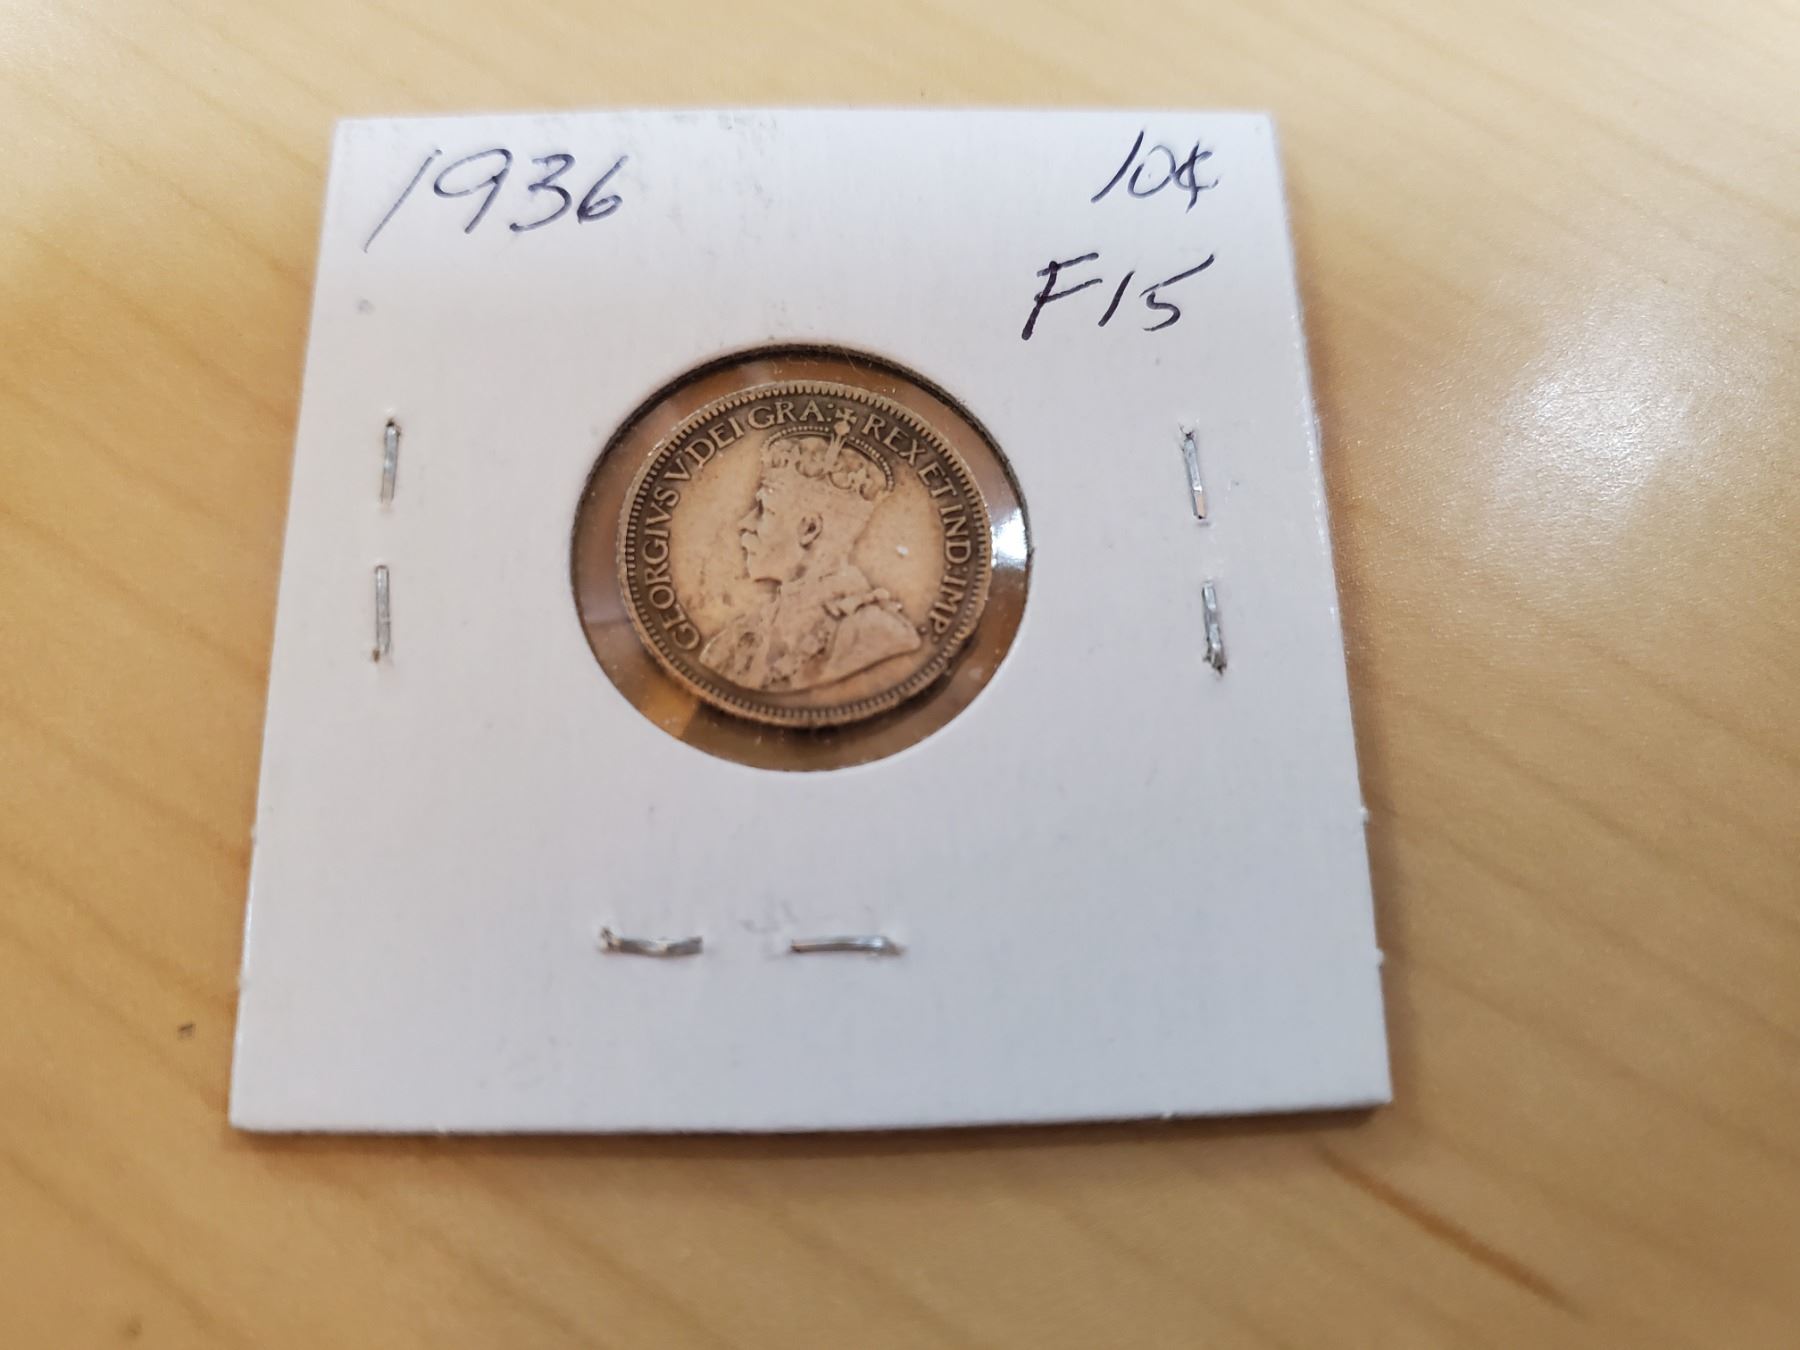 1936 10¢
F15
GEORGIVS V DEI GRA: REX ET IND: IMP: